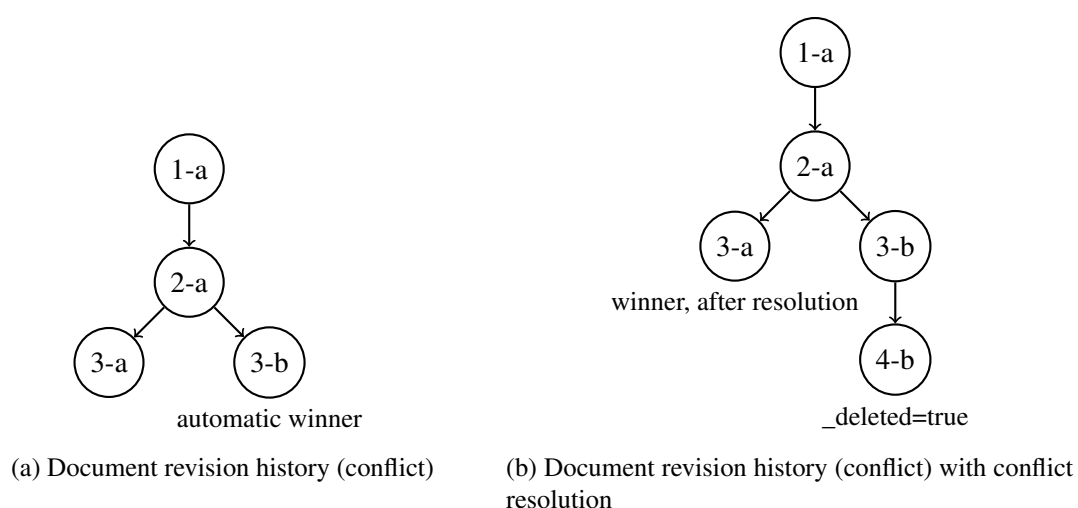 1-a
2-a
3-a
3-b
automatic winner
(a) Document revision history (conflict)
1-a
2-a
3-a
3-b
winner, after resolution
4-b
_deleted=true
(b) Document revision history (conflict) with conflict
resolution